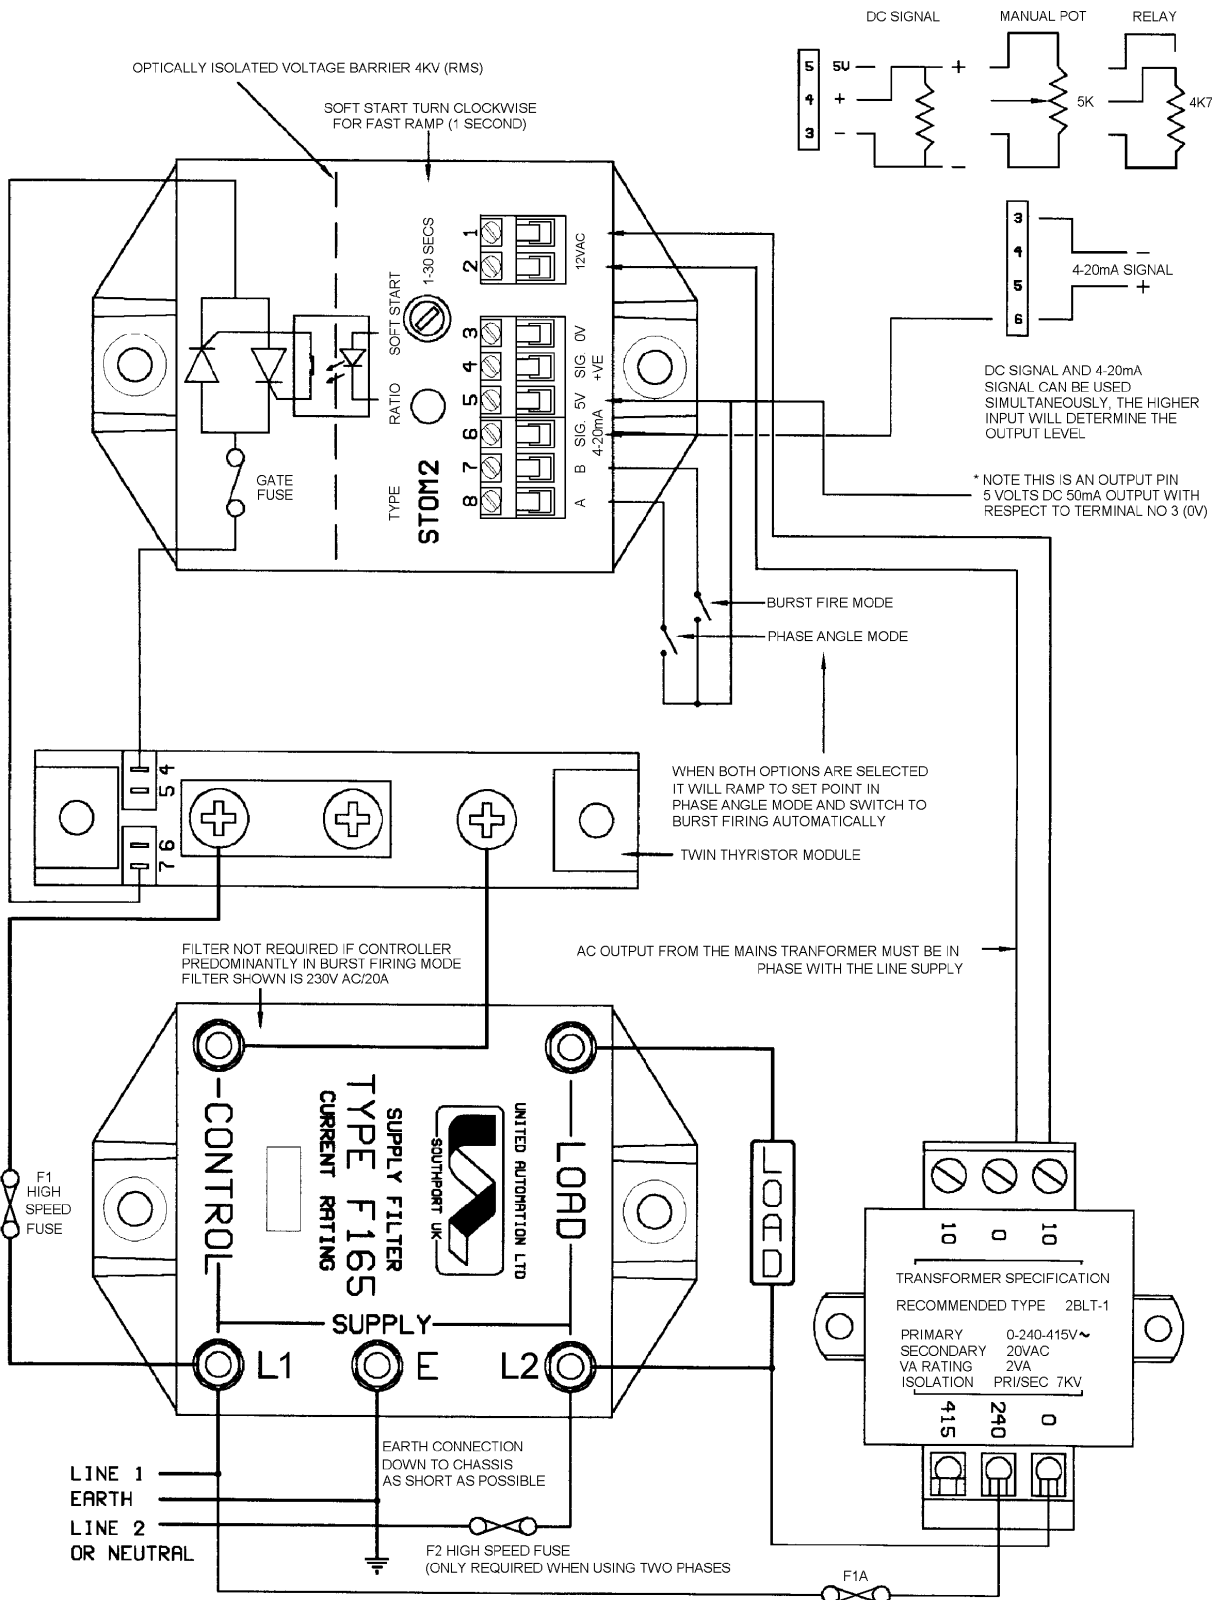 DC SIGNAL
MANUAL POT
RELAY
5 5V +
4 +
3 −
−
5K
4K7
OPTICALLY ISOLATED VOLTAGE BARRIER 4KV (RMS)
SOFT START TURN CLOCKWISE
FOR FAST RAMP (1 SECOND)
3
4
5
6
−
4-20mA SIGNAL
+
DC SIGNAL AND 4-20mA
SIGNAL CAN BE USED
SIMULTANEOUSLY, THE HIGHER
INPUT WILL DETERMINE THE
OUTPUT LEVEL
* NOTE THIS IS AN OUTPUT PIN
5 VOLTS DC 50mA OUTPUT WITH
RESPECT TO TERMINAL NO 3 (0V)
1
2
12VAC
1-30 SECS
SOFT START
RATIO
TYPE
STOM2
3 0V
4 SIG. +VE
5 5V
6 SIG. 4-20mA
7 B
8 A
GATE
FUSE
BURST FIRE MODE
PHASE ANGLE MODE
WHEN BOTH OPTIONS ARE SELECTED
IT WILL RAMP TO SET POINT IN
PHASE ANGLE MODE AND SWITCH TO
BURST FIRING AUTOMATICALLY
4
5
6
7
TWIN THYRISTOR MODULE
FILTER NOT REQUIRED IF CONTROLLER
PREDOMINANTLY IN BURST FIRING MODE
FILTER SHOWN IS 230V AC/20A
AC OUTPUT FROM THE MAINS TRANFORMER MUST BE IN
PHASE WITH THE LINE SUPPLY
F1
HIGH
SPEED
FUSE
CONTROL
SUPPLY FILTER
TYPE F165
CURRENT RATING
UNITED AUTOMATION LTD
SOUTHPORT UK
LOAD
LOAD
SUPPLY
L1
E
L2
10 0 10
TRANSFORMER SPECIFICATION
RECOMMENDED TYPE 2BLT-1
PRIMARY 0-240-415V~
SECONDARY 20VAC
VA RATING 2VA
ISOLATION PRI/SEC 7KV
415 240 0
EARTH CONNECTION
DOWN TO CHASSIS
AS SHORT AS POSSIBLE
LINE 1
EARTH
LINE 2
OR NEUTRAL
F2 HIGH SPEED FUSE
(ONLY REQUIRED WHEN USING TWO PHASES
F1A